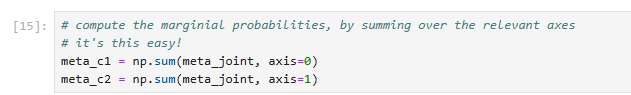 [15]: # compute the marginial probabilities, by summing over the relevant axes
# it's this easy!
meta_c1 = np.sum(meta_joint, axis=0)
meta_c2 = np.sum(meta_joint, axis=1)